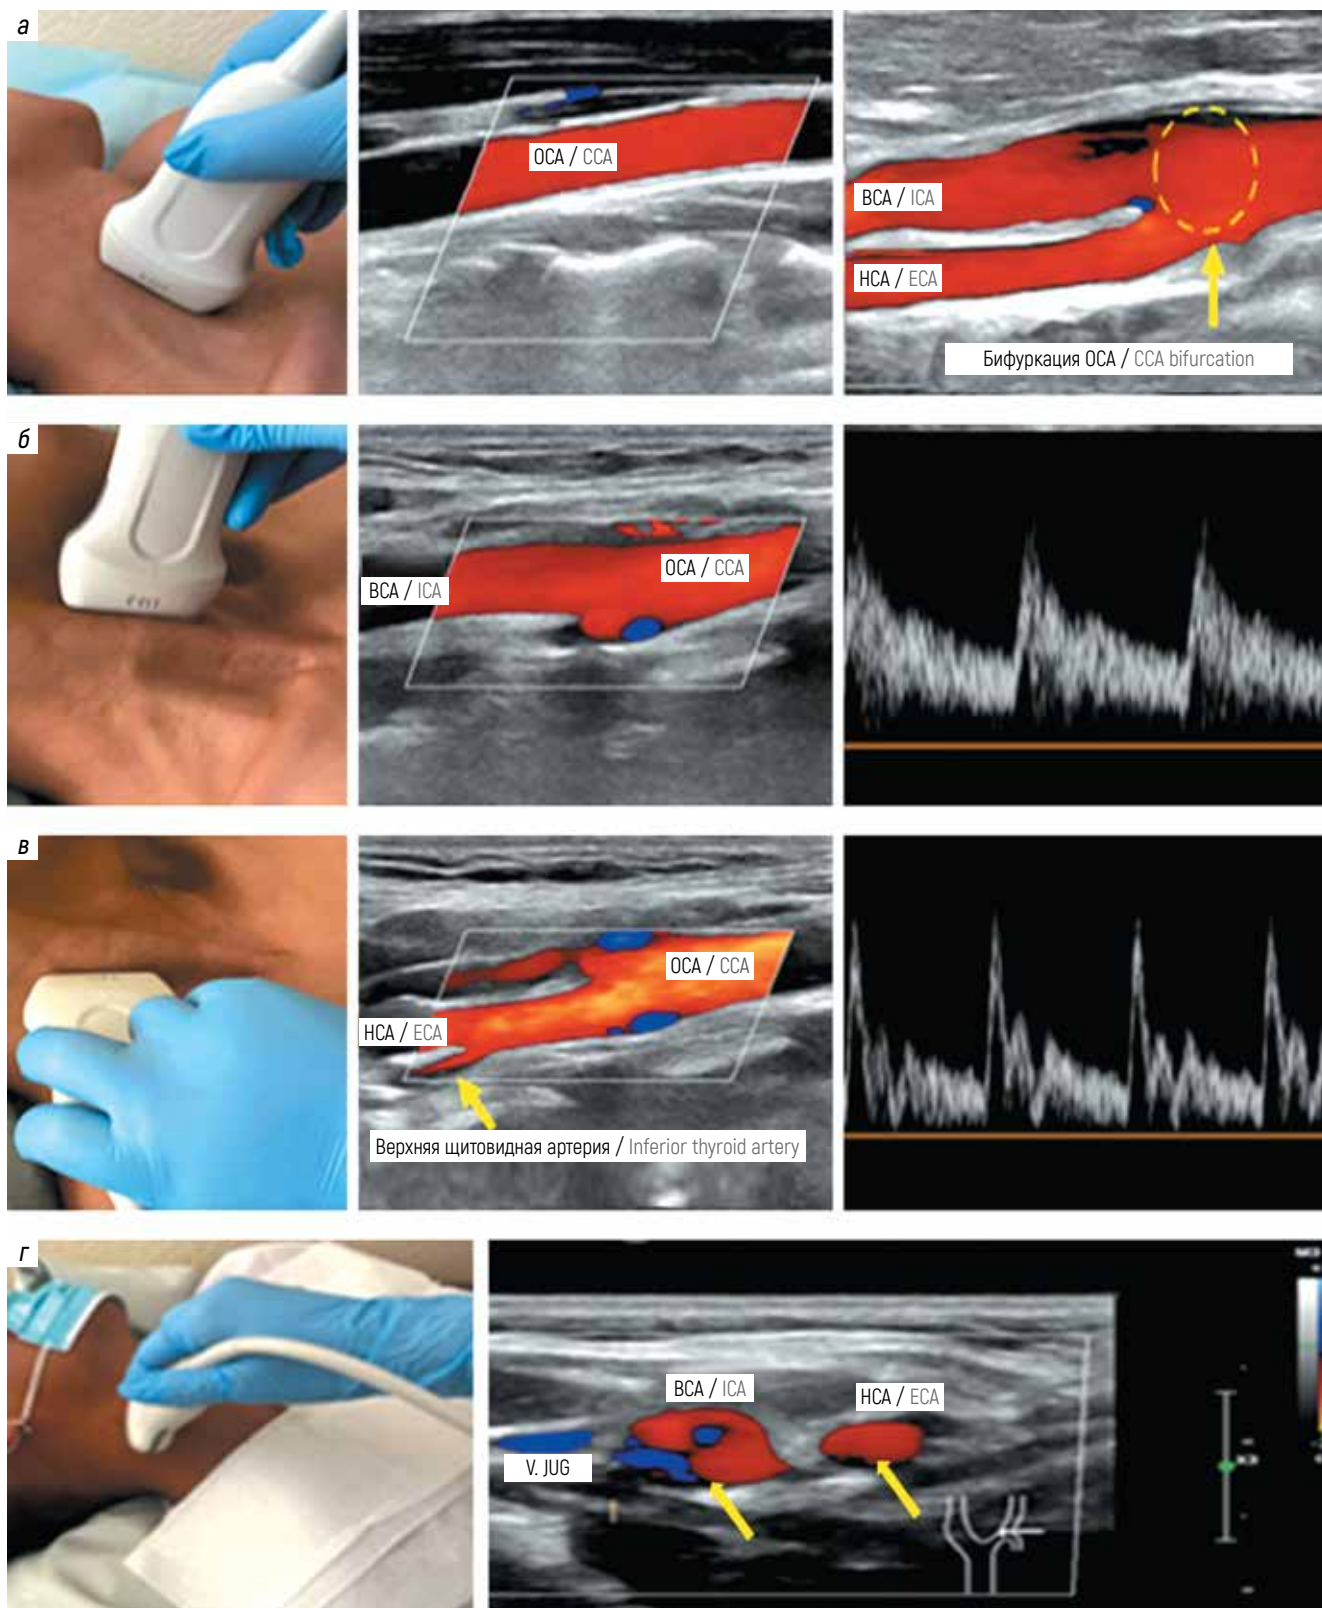 а
ОСА / CCA
ВСА / ICA
НСА / ECA
Бифуркация ОСА / CCA bifurcation
б
ВСА / ICA
ОСА / CCA
в
ОСА / CCA
НСА / ECA
Верхняя щитовидная артерия / Inferior thyroid artery
г
ВСА / ICA
НСА / ECA
V. JUG